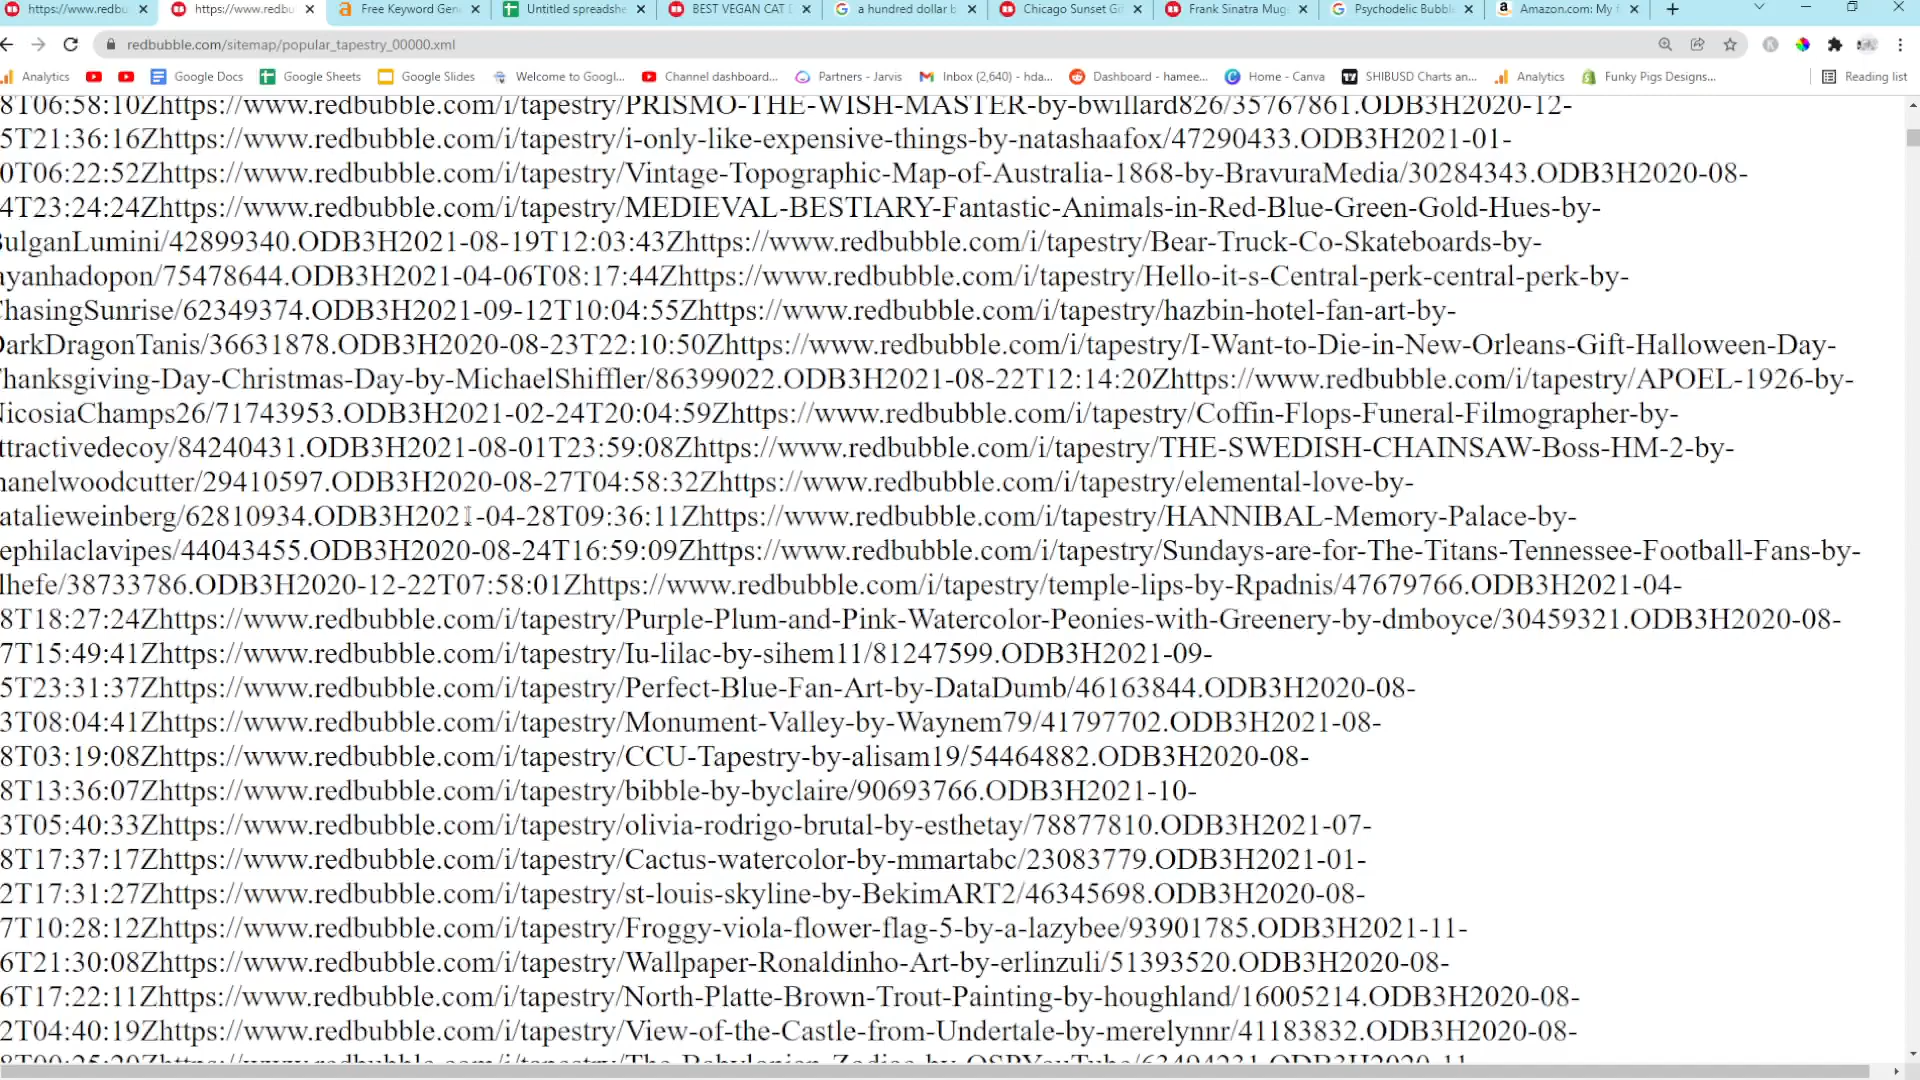 https://www.redbu
https://www.redbu
Free Keyword Gen
Untitled spreadshe
BEST VEGAN CAT
a hundred dollar b
Chicago Sunset Gif
Frank Sinatra Mug
Psychodelic Bubbl
Amazon.com: My f
redbubble.com/sitemap/popular_tapestry_00000.xml
Analytics
Google Docs
Google Sheets
Google Slides
Welcome to Googl...
Channel dashboard...
Partners - Jarvis
Inbox (2,640) - hda...
Dashboard - hamee...
Home - Canva
SHIBUSD Charts an...
Analytics
Funky Pigs Designs...
Reading list
8T06:58:10Zhttps://www.redbubble.com/i/tapestry/PRISMO-THE-WISH-MASTER-by-bwillard826/35767861.ODB3H2020-12-
5T21:36:16Zhttps://www.redbubble.com/i/tapestry/i-only-like-expensive-things-by-natashaafox/47290433.ODB3H2021-01-
0T06:22:52Zhttps://www.redbubble.com/i/tapestry/Vintage-Topographic-Map-of-Australia-1868-by-BravuraMedia/30284343.ODB3H2020-08-
4T23:24:24Zhttps://www.redbubble.com/i/tapestry/MEDIEVAL-BESTIARY-Fantastic-Animals-in-Red-Blue-Green-Gold-Hues-by-
BulganLumini/42899340.ODB3H2021-08-19T12:03:43Zhttps://www.redbubble.com/i/tapestry/Bear-Truck-Co-Skateboards-by-
ayanhadopon/75478644.ODB3H2021-04-06T08:17:44Zhttps://www.redbubble.com/i/tapestry/Hello-it-s-Central-perk-central-perk-by-
ChasingSunrise/62349374.ODB3H2021-09-12T10:04:55Zhttps://www.redbubble.com/i/tapestry/hazbin-hotel-fan-art-by-
DarkDragonTanis/36631878.ODB3H2020-08-23T22:10:50Zhttps://www.redbubble.com/i/tapestry/I-Want-to-Die-in-New-Orleans-Gift-Halloween-Day-
Thanksgiving-Day-Christmas-Day-by-MichaelShiffler/86399022.ODB3H2021-08-22T12:14:20Zhttps://www.redbubble.com/i/tapestry/APOEL-1926-by-
NicosiaChamps26/71743953.ODB3H2021-02-24T20:04:59Zhttps://www.redbubble.com/i/tapestry/Coffin-Flops-Funeral-Filmographer-by-
ttractivedecoy/84240431.ODB3H2021-08-01T23:59:08Zhttps://www.redbubble.com/i/tapestry/THE-SWEDISH-CHAINSAW-Boss-HM-2-by-
hanelwoodcutter/29410597.ODB3H2020-08-27T04:58:32Zhttps://www.redbubble.com/i/tapestry/elemental-love-by-
atalieweinberg/62810934.ODB3H2021-04-28T09:36:11Zhttps://www.redbubble.com/i/tapestry/HANNIBAL-Memory-Palace-by-
ephilaclavipes/44043455.ODB3H2020-08-24T16:59:09Zhttps://www.redbubble.com/i/tapestry/Sundays-are-for-The-Titans-Tennessee-Football-Fans-by-
lhefe/38733786.ODB3H2020-12-22T07:58:01Zhttps://www.redbubble.com/i/tapestry/temple-lips-by-Rpadnis/47679766.ODB3H2021-04-
8T18:27:24Zhttps://www.redbubble.com/i/tapestry/Purple-Plum-and-Pink-Watercolor-Peonies-with-Greenery-by-dmboyce/30459321.ODB3H2020-08-
7T15:49:41Zhttps://www.redbubble.com/i/tapestry/Iu-lilac-by-sihem11/81247599.ODB3H2021-09-
5T23:31:37Zhttps://www.redbubble.com/i/tapestry/Perfect-Blue-Fan-Art-by-DataDumb/46163844.ODB3H2020-08-
3T08:04:41Zhttps://www.redbubble.com/i/tapestry/Monument-Valley-by-Waynem79/41797702.ODB3H2021-08-
8T03:19:08Zhttps://www.redbubble.com/i/tapestry/CCU-Tapestry-by-alisam19/54464882.ODB3H2020-08-
8T13:36:07Zhttps://www.redbubble.com/i/tapestry/bibble-by-byclaire/90693766.ODB3H2021-10-
3T05:40:33Zhttps://www.redbubble.com/i/tapestry/olivia-rodrigo-brutal-by-esthetay/78877810.ODB3H2021-07-
8T17:37:17Zhttps://www.redbubble.com/i/tapestry/Cactus-watercolor-by-mmartabc/23083779.ODB3H2021-01-
2T17:31:27Zhttps://www.redbubble.com/i/tapestry/st-louis-skyline-by-BekimART2/46345698.ODB3H2020-08-
7T10:28:12Zhttps://www.redbubble.com/i/tapestry/Froggy-viola-flower-flag-5-by-a-lazybee/93901785.ODB3H2021-11-
6T21:30:08Zhttps://www.redbubble.com/i/tapestry/Wallpaper-Ronaldinho-Art-by-erlinzuli/51393520.ODB3H2020-08-
6T17:22:11Zhttps://www.redbubble.com/i/tapestry/North-Platte-Brown-Trout-Painting-by-houghland/16005214.ODB3H2020-08-
2T04:40:19Zhttps://www.redbubble.com/i/tapestry/View-of-the-Castle-from-Undertale-by-merelynnr/41183832.ODB3H2020-08-